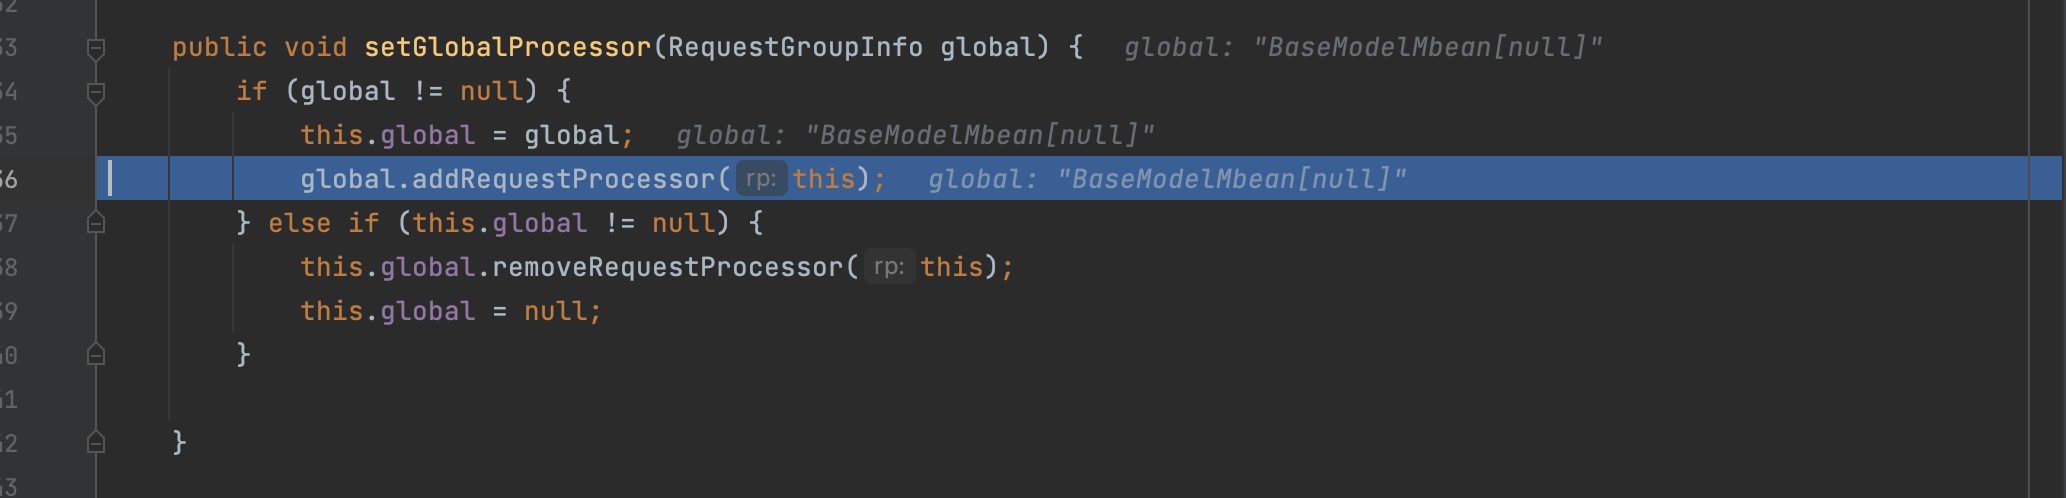 32
33 public void setGlobalProcessor(RequestGroupInfo global) { global: "BaseModelMbean[null]"
34 if (global != null) {
35 this.global = global; global: "BaseModelMbean[null]"
36 global.addRequestProcessor( rp: this); global: "BaseModelMbean[null]"
37 } else if (this.global != null) {
38 this.global.removeRequestProcessor( rp: this);
39 this.global = null;
40 }
41
42 }
43